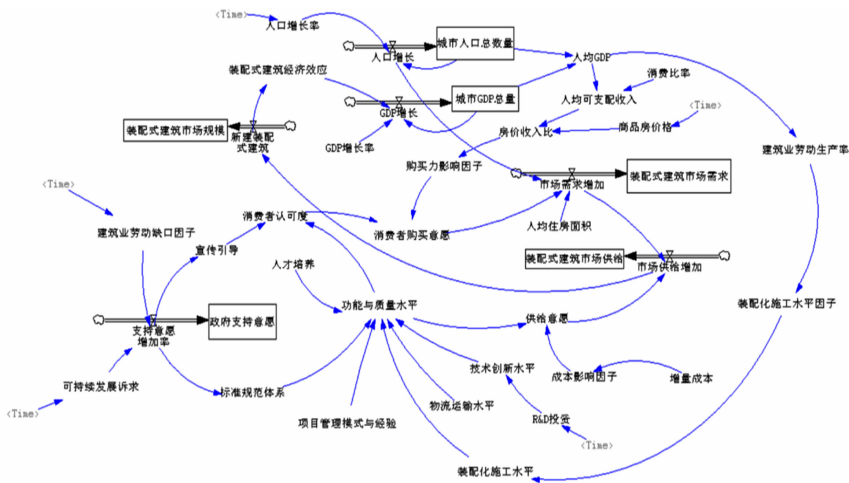 <Time>
人口增长率
城市人口总数量
人口增长
人均GDP
装配式建筑经济效应
消费比率
城市GDP总量
人均可支配收入
<Time>
GDP增长
装配式建筑市场规模
新建装配
式建筑
房价收入比
商品房价格
GDP增长率
建筑业劳动生产率
购买力影响因子
<Time>
市场需求增加
装配式建筑市场需求
消费者认可度
建筑业劳动缺口因子
消费者购买意愿
人均住房面积
宣传引导
人才培养
装配式建筑市场供给
市场供给增加
功能与质量水平
装配化施工水平因子
政府支持意愿
供给意愿
支持意愿
增加率
技术创新水平
成本影响因子
增量成本
可持续发展诉求
标准规范体系
物流运输水平
<Time>
项目管理模式与经验
R&D投资
<Time>
装配化施工水平